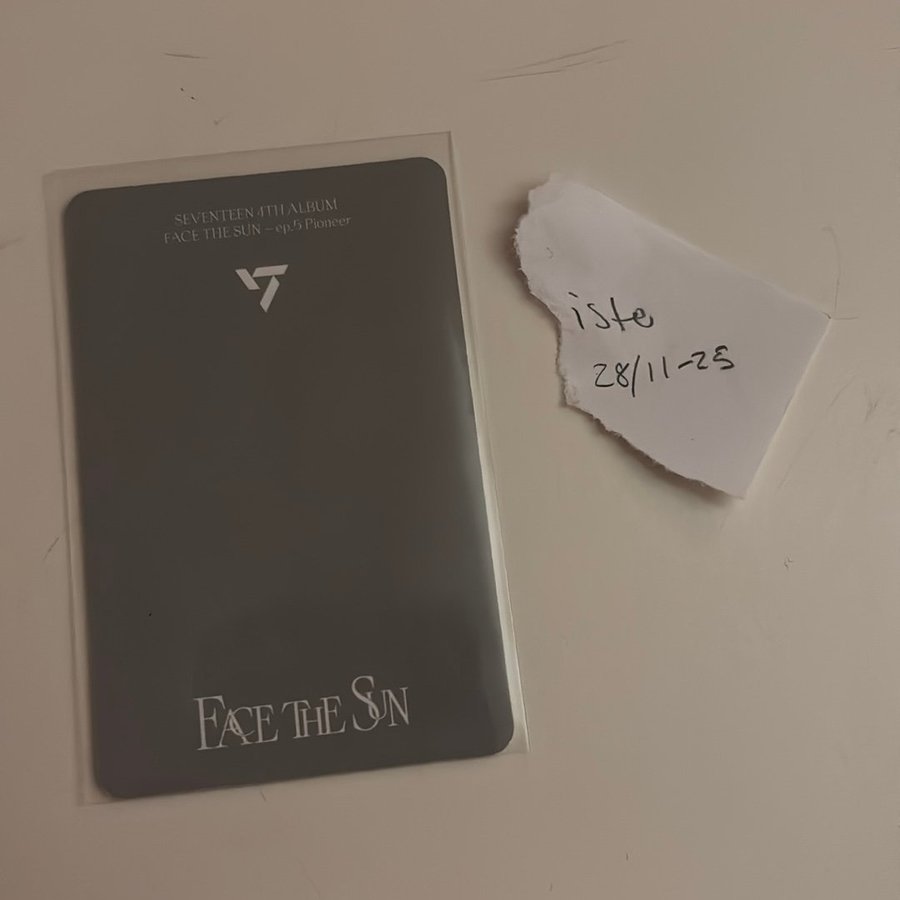 SEVENTEEN 4TH ALBUM
FACE THE SUN – ep.5 Pioneer
FACE THE SUN
iste
28/11-25